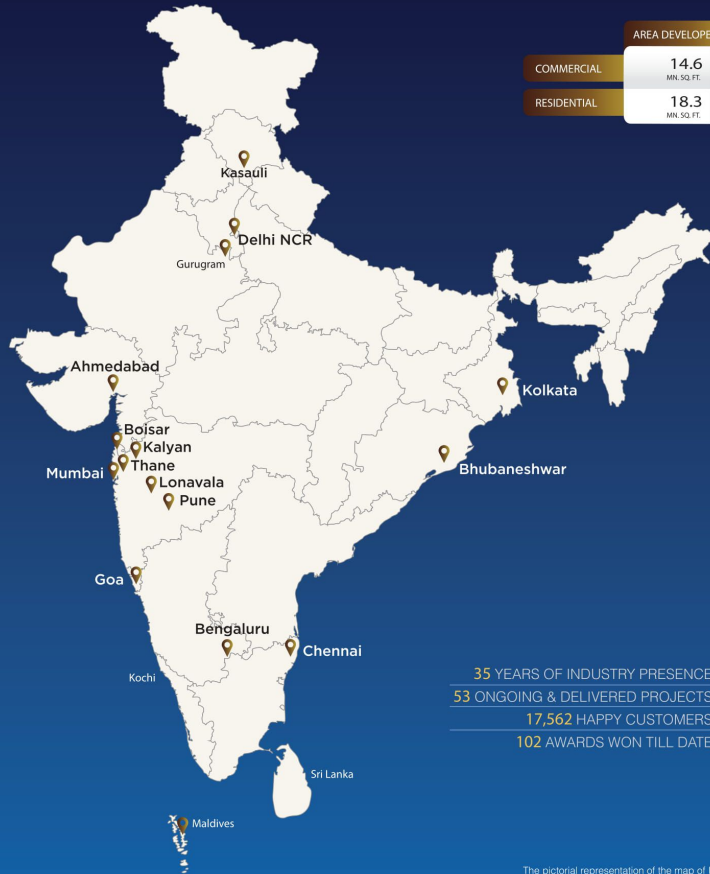 AREA DEVELOPE
COMMERCIAL
14.6
MN. SQ. FT.
RESIDENTIAL
18.3
MN. SQ. FT.
Kasauli
Delhi NCR
Gurugram
Ahmedabad
Kolkata
Boisar
Kalyan
Thane
Mumbai
Bhubaneshwar
Lonavala
Pune
Goa
Bengaluru
Chennai
Kochi
35 YEARS OF INDUSTRY PRESENCE
53 ONGOING & DELIVERED PROJECTS
17,562 HAPPY CUSTOMERS
102 AWARDS WON TILL DATE
Sri Lanka
Maldives
The pictorial representation of the map of